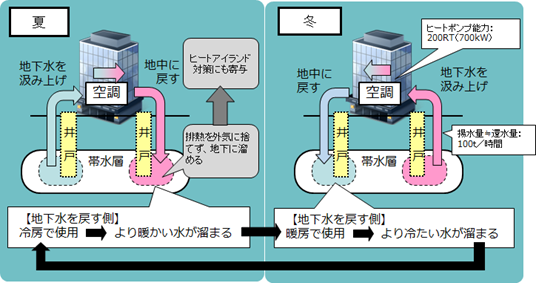 夏
地下水を
汲み上げ
地中に
戻す
空調
井戸
井戸
帯水層
ヒートアイランド
対策にも寄与
排熱を外気に捨
てず、地下に溜
める
【地下水を戻す側】
冷房で使用
より暖かい水が溜まる
冬
ヒートポンプ能力:
200RT(700kW)
地中に
戻す
地下水を
汲み上げ
空調
井戸
井戸
帯水層
揚水量≒還水量:
100t/時間
【地下水を戻す側】
暖房で使用
より冷たい水が溜まる